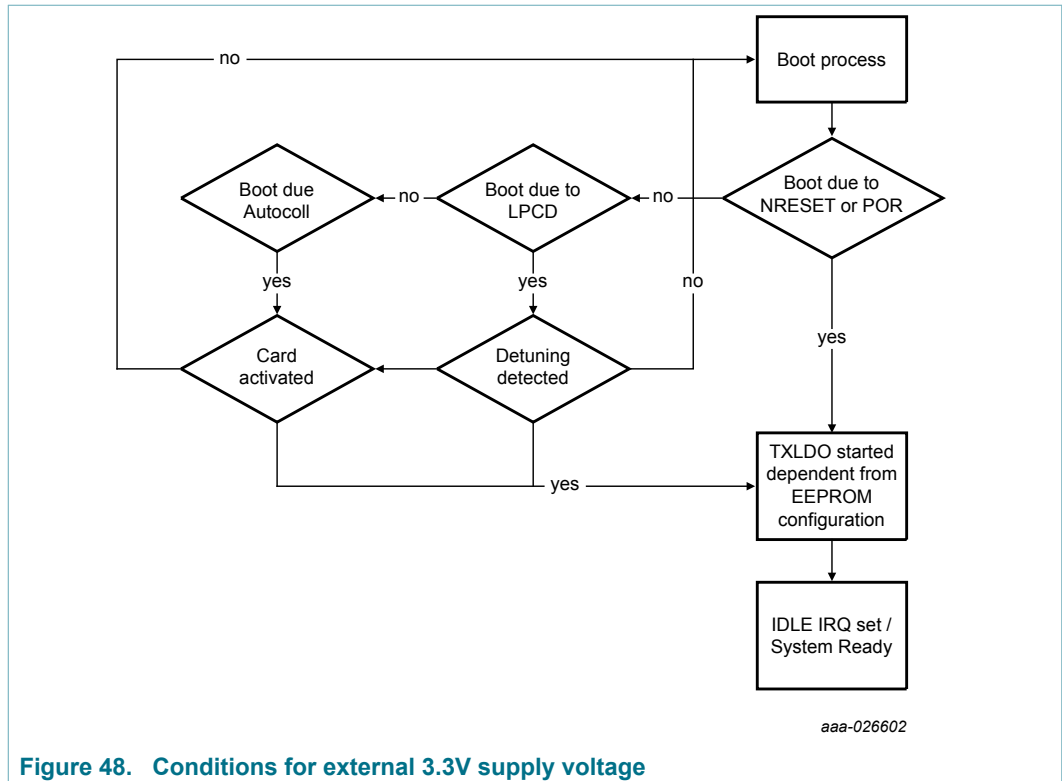 no
Boot process
Boot due
Autocoll
no
Boot due to
LPCD
no
Boot due to
NRESET or POR
yes
yes
no
yes
Card
activated
Detuning
detected
yes
TXLDO started
dependent from
EEPROM
configuration
IDLE IRQ set /
System Ready
aaa-026602
Figure 48. Conditions for external 3.3V supply voltage